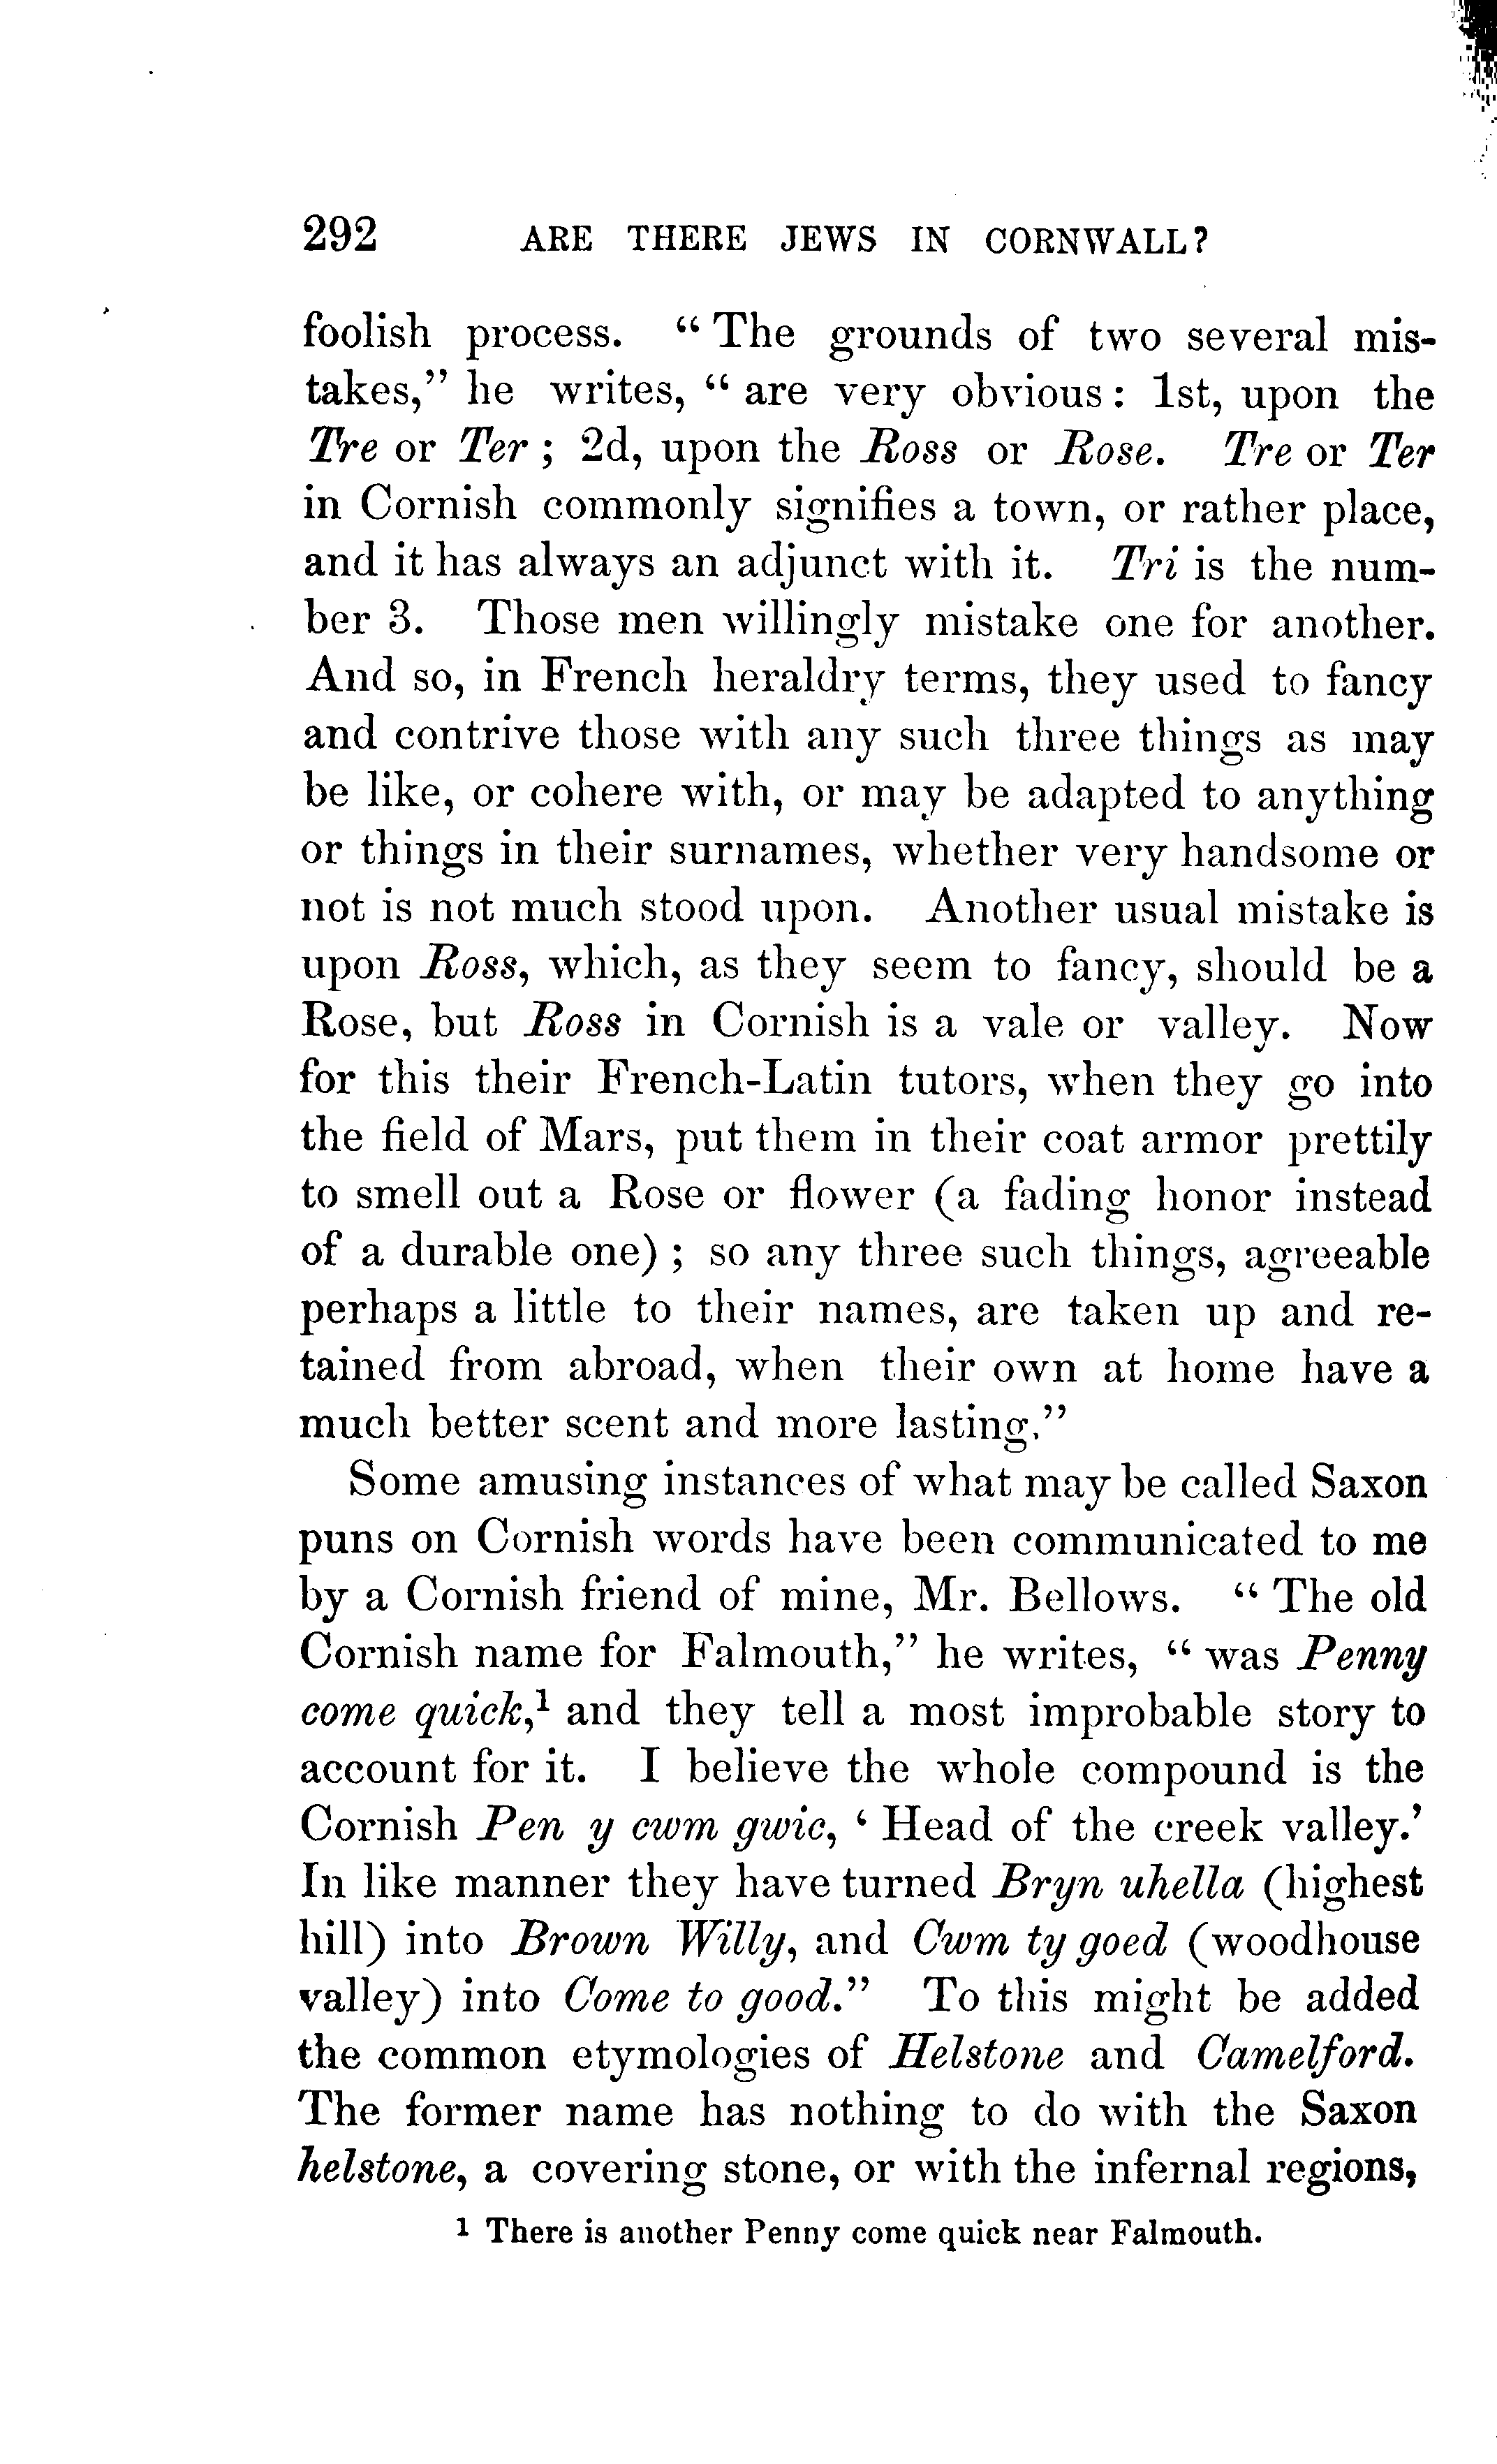 292 ARE THERE JEWS IN CORNWALL?
foolish process. “The grounds of two several mis-
takes,” he writes, “are very obvious: 1st, upon the
Tre or Ter; 2d, upon the Ross or Rose. Tre or Ter
in Cornish commonly signifies a town, or rather place,
and it has always an adjunct with it. Tri is the num-
ber 3. Those men willingly mistake one for another.
And so, in French heraldry terms, they used to fancy
and contrive those with any such three things as may
be like, or cohere with, or may be adapted to anything
or things in their surnames, whether very handsome or
not is not much stood upon. Another usual mistake is
upon Ross, which, as they seem to fancy, should be a
Rose, but Ross in Cornish is a vale or valley. Now
for this their French-Latin tutors, when they go into
the field of Mars, put them in their coat armor prettily
to smell out a Rose or flower (a fading honor instead
of a durable one); so any three such things, agreeable
perhaps a little to their names, are taken up and re-
tained from abroad, when their own at home have a
much better scent and more lasting.”
Some amusing instances of what may be called Saxon
puns on Cornish words have been communicated to me
by a Cornish friend of mine, Mr. Bellows. “The old
Cornish name for Falmouth,” he writes, “was Penny
come quick,¹ and they tell a most improbable story to
account for it. I believe the whole compound is the
Cornish Pen y cwm gwic, ‘Head of the creek valley.’
In like manner they have turned Bryn uhella (highest
hill) into Brown Willy, and Cwm ty goed (woodhouse
valley) into Come to good.” To this might be added
the common etymologies of Helstone and Camelford.
The former name has nothing to do with the Saxon
helstone, a covering stone, or with the infernal regions,
¹ There is another Penny come quick near Falmouth.